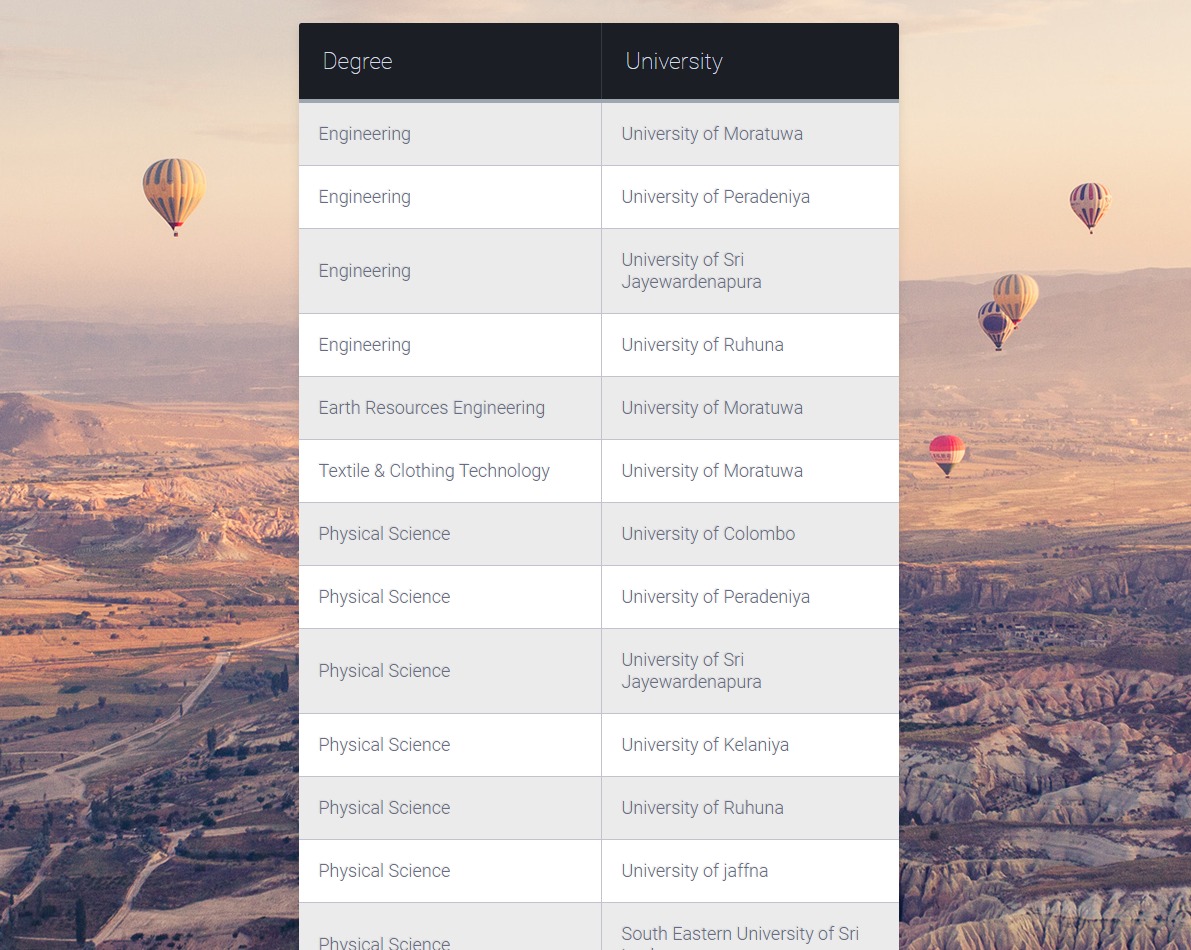 Degree University
Engineering University of Moratuwa
Engineering University of Peradeniya
Engineering University of Sri
Jayewardenapura
Engineering University of Ruhuna
Earth Resources Engineering University of Moratuwa
Textile & Clothing Technology University of Moratuwa
Physical Science University of Colombo
Physical Science University of Peradeniya
Physical Science University of Sri
Jayewardenapura
Physical Science University of Kelaniya
Physical Science University of Ruhuna
Physical Science University of jaffna
Physical Science South Eastern University of Sri